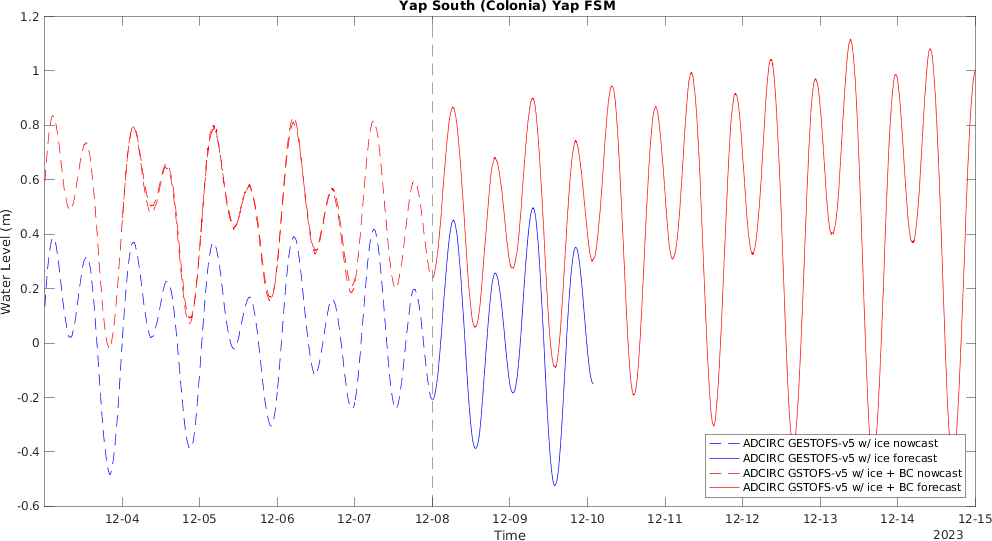 Yap South (Colonia) Yap FSM
1.2
1
0.8
0.6
0.4
0.2
0
-0.2
-0.4
-0.6
Water Level (m)
ADCIRC GESTOFS-v5 w/ ice nowcast
ADCIRC GESTOFS-v5 w/ ice forecast
ADCIRC GSTOFS-v5 w/ ice + BC nowcast
ADCIRC GSTOFS-v5 w/ ice + BC forecast
12-04 12-05 12-06 12-07 12-08 12-09 12-10 12-11 12-12 12-13 12-14 12-15
Time
2023